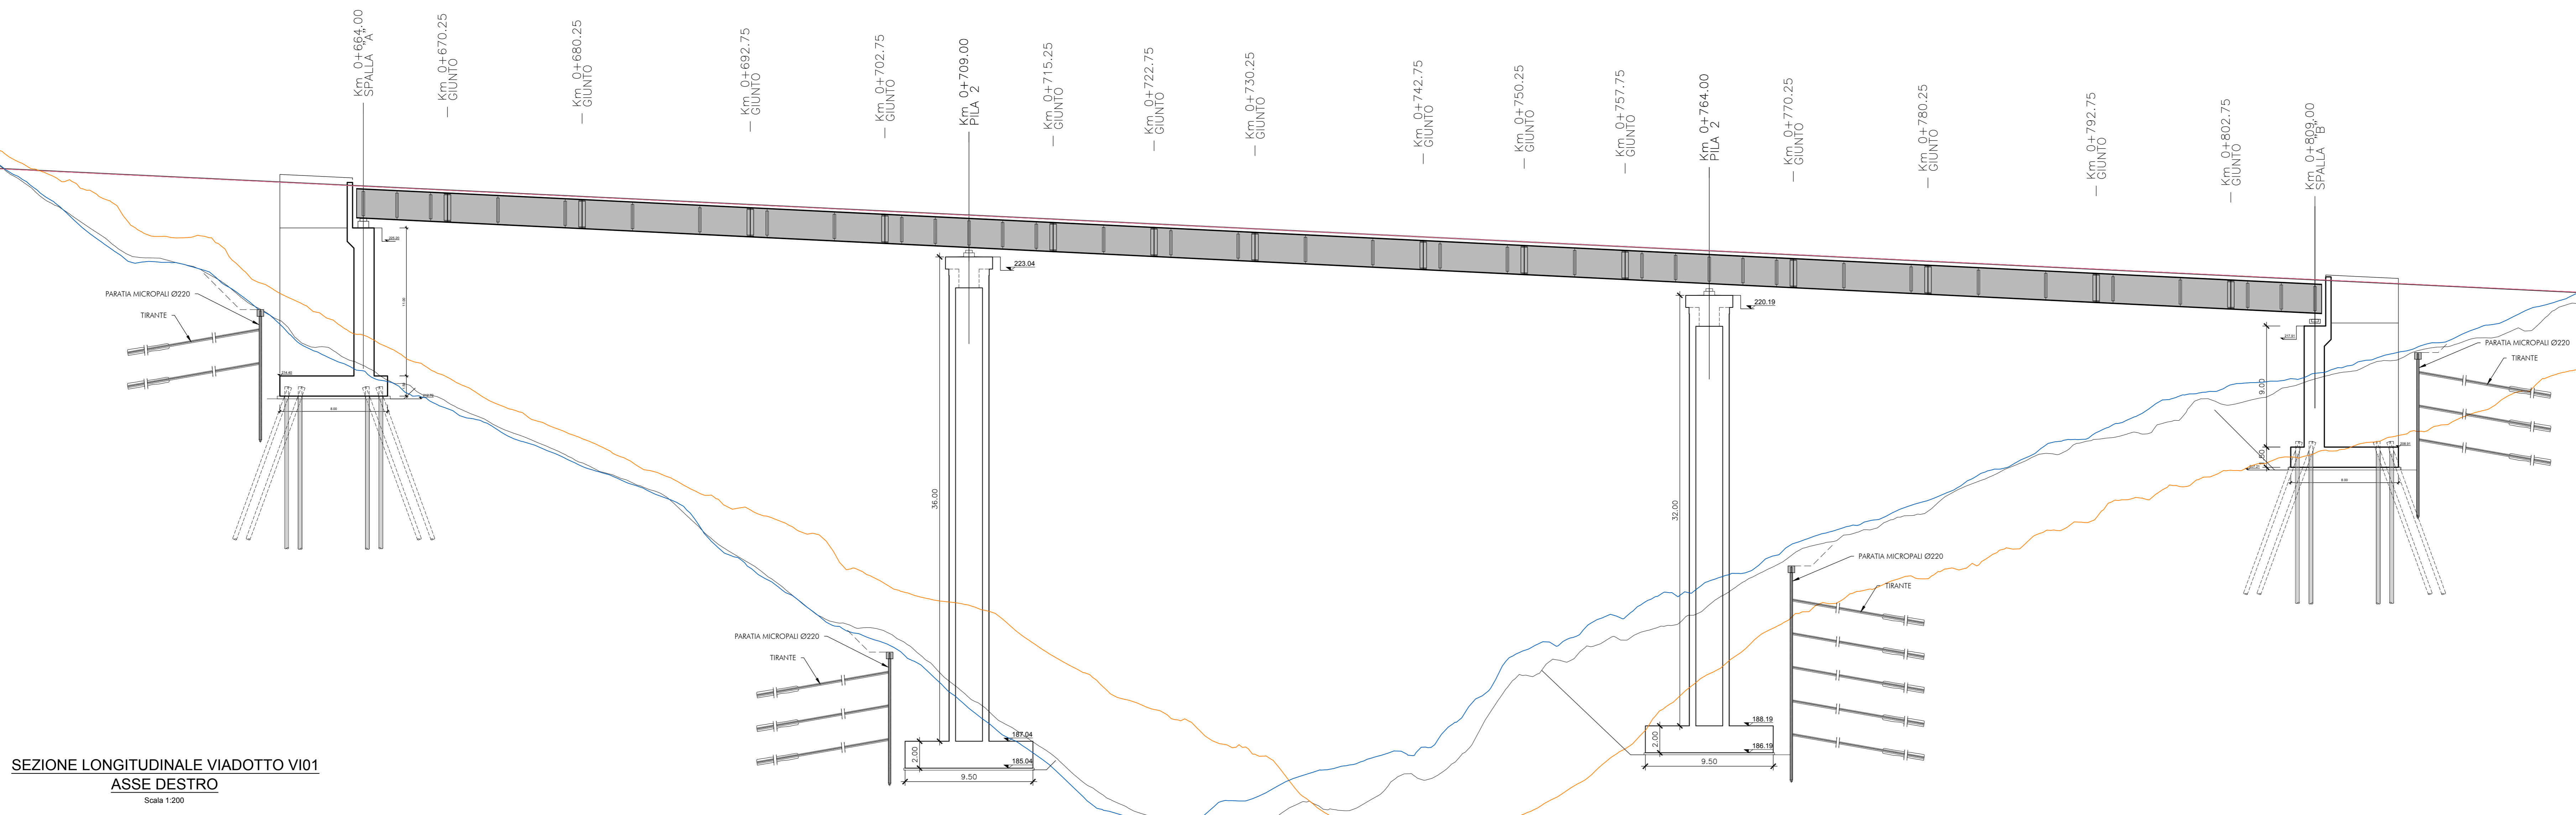 Km 0+664.00
SPALLA "A"
Km 0+670.25
GIUNTO
Km 0+680.25
GIUNTO
Km 0+692.75
GIUNTO
Km 0+702.75
GIUNTO
Km 0+709.00
PILA 2
Km 0+715.25
GIUNTO
Km 0+722.75
GIUNTO
Km 0+730.25
GIUNTO
Km 0+742.75
GIUNTO
Km 0+750.25
GIUNTO
Km 0+757.75
GIUNTO
Km 0+764.00
PILA 2
Km 0+770.25
GIUNTO
Km 0+780.25
GIUNTO
Km 0+792.75
GIUNTO
Km 0+802.75
GIUNTO
Km 0+809.00
SPALLA "B"
PARATIA MICROPALI Ø220
TIRANTE
11.00
9.00
223.04
36.00
187.04
2.00
185.04
9.50
PARATIA MICROPALI Ø220
TIRANTE
220.19
32.00
188.19
2.00
186.19
9.50
PARATIA MICROPALI Ø220
TIRANTE
9.00
1.50
PARATIA MICROPALI Ø220
TIRANTE
SEZIONE LONGITUDINALE VIADOTTO VI01
ASSE DESTRO
Scala 1:200